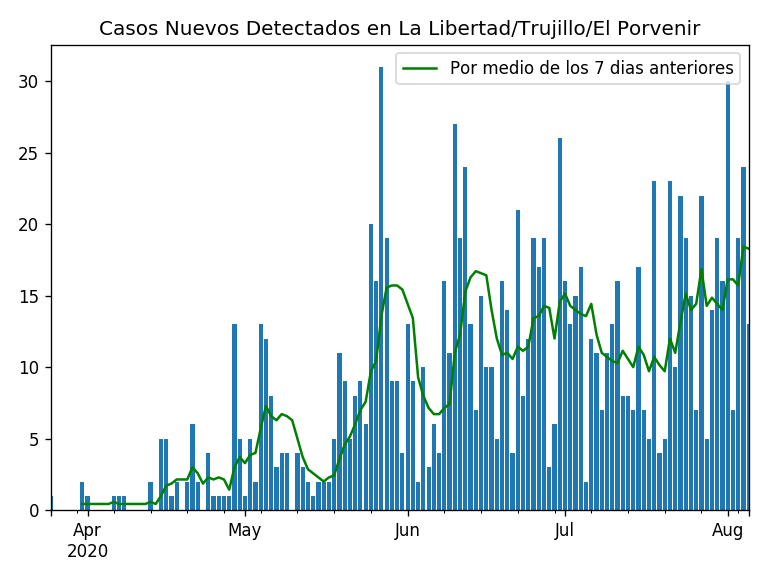 Casos Nuevos Detectados en La Libertad/Trujillo/El Porvenir
Por medio de los 7 dias anteriores
30
25
20
15
10
5
0
Apr May Jun Jul Aug
2020